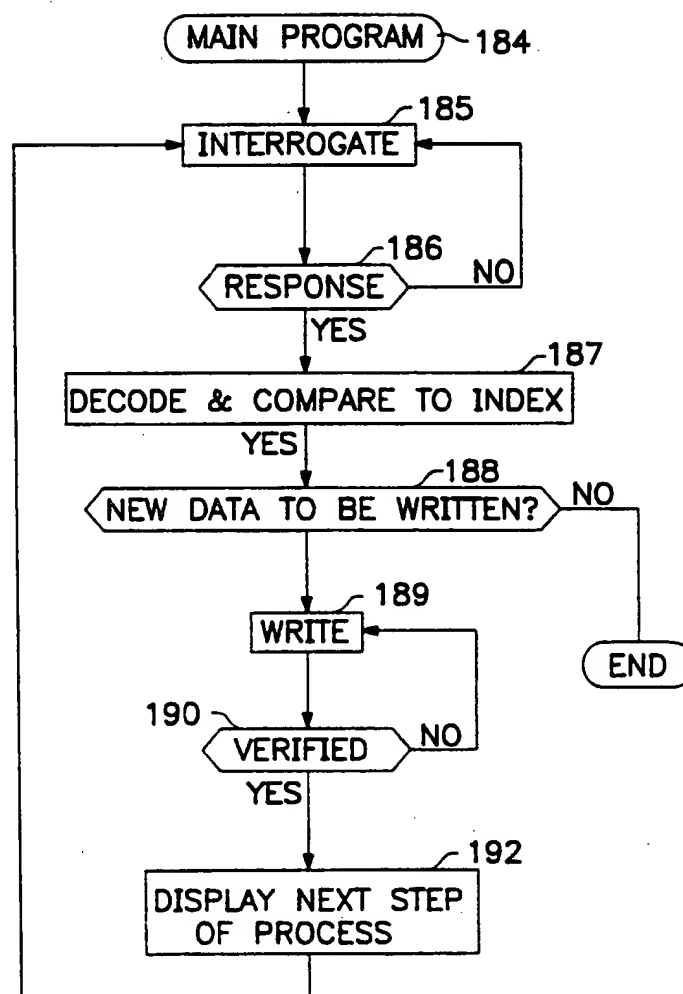 MAIN PROGRAM 184
185
INTERROGATE
186
RESPONSE NO
YES
187
DECODE & COMPARE TO INDEX
YES
188
NEW DATA TO BE WRITTEN? NO
189
WRITE
END
190
VERIFIED NO
YES
192
DISPLAY NEXT STEP
OF PROCESS